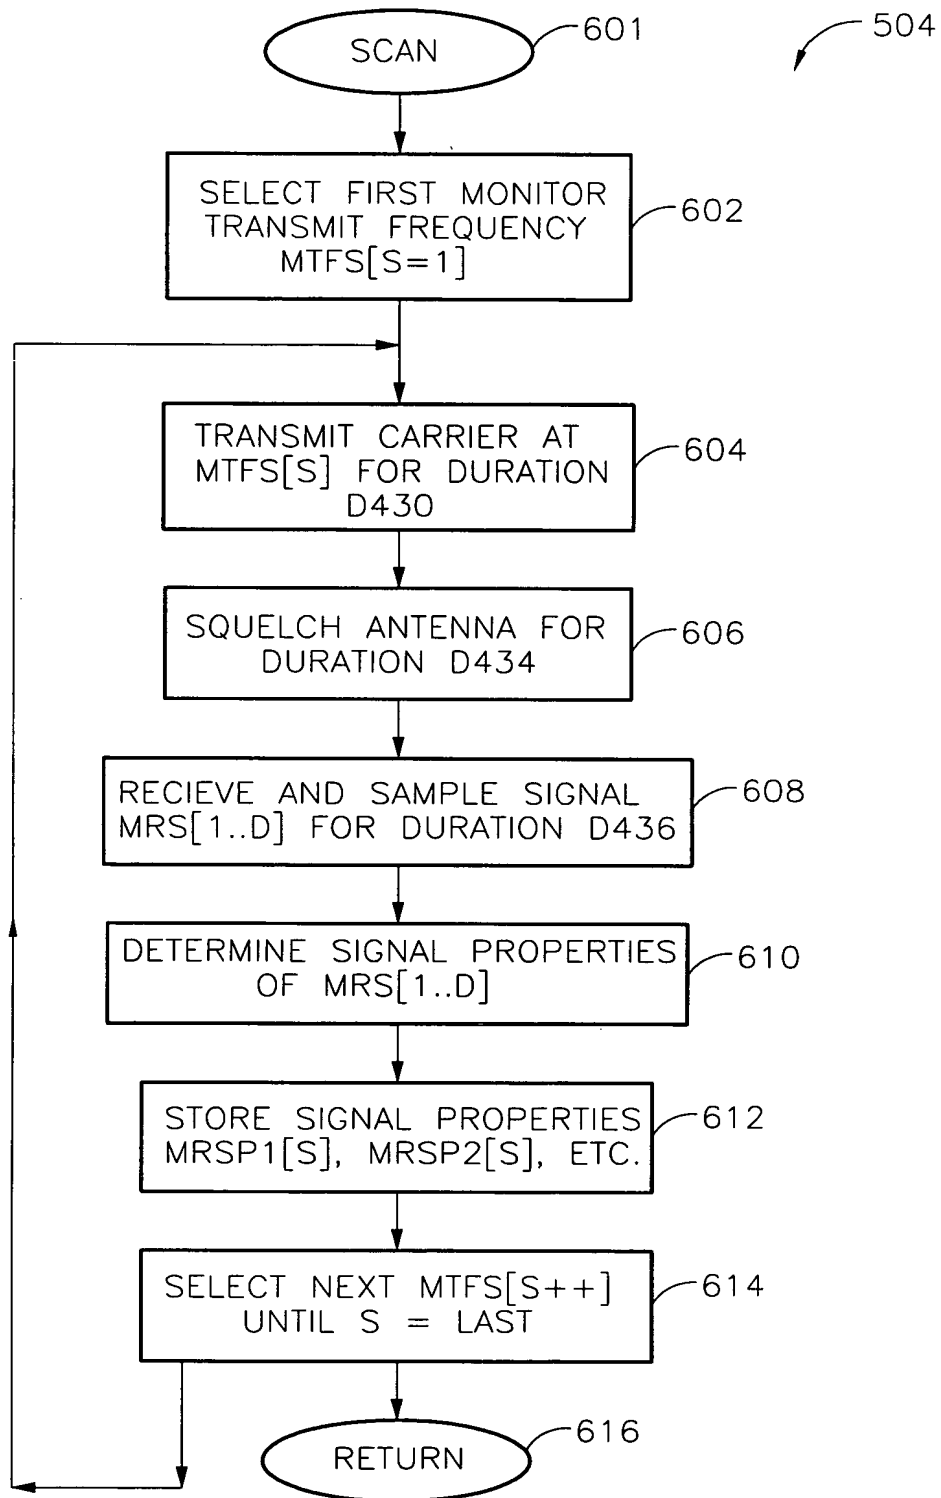 SCAN
601
504
SELECT FIRST MONITOR
TRANSMIT FREQUENCY
MTFS[S=1]
602
TRANSMIT CARRIER AT
MTFS[S] FOR DURATION
D430
604
SQUELCH ANTENNA FOR
DURATION D434
606
RECIEVE AND SAMPLE SIGNAL
MRS[1..D] FOR DURATION D436
608
DETERMINE SIGNAL PROPERTIES
OF MRS[1..D]
610
STORE SIGNAL PROPERTIES
MRSP1[S], MRSP2[S], ETC.
612
SELECT NEXT MTFS[S++]
UNTIL S = LAST
614
RETURN
616